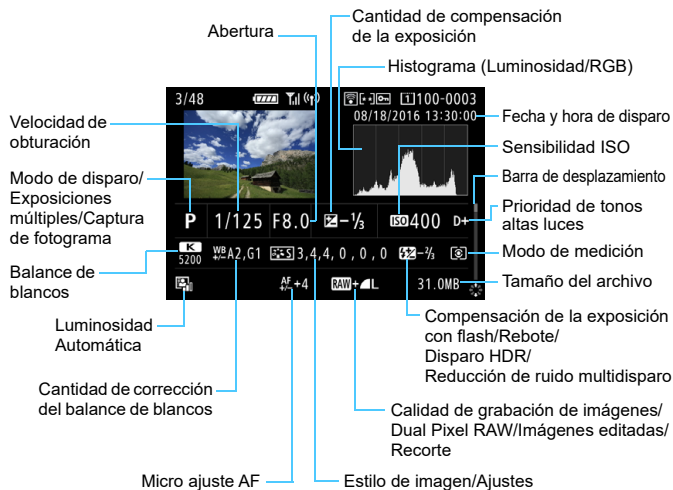 Cantidad de compensación
de la exposición
Abertura
Histograma (Luminosidad/RGB)
3/48
1 100-0003
08/18/2016 13:30:00
Fecha y hora de disparo
Velocidad de
obturación
Sensibilidad ISO
Barra de desplazamiento
Modo de disparo/
Exposiciones
múltiples/Captura
de fotograma
Prioridad de tonos
altas luces
P 1/125 F8.0 -1/3 ISO 400 D+
K
5200
WB +/- A2,G1 S 3,4,4,0,0,0 -2/3
Modo de medición
Balance de
blancos
AF +/- +4 RAW+L 31.0MB
Tamaño del archivo
Luminosidad
Automática
Compensación de la exposición
con flash/Rebote/
Disparo HDR/
Reducción de ruido multidisparo
Cantidad de corrección
del balance de blancos
Calidad de grabación de imágenes/
Dual Pixel RAW/Imágenes editadas/
Recorte
Micro ajuste AF
Estilo de imagen/Ajustes